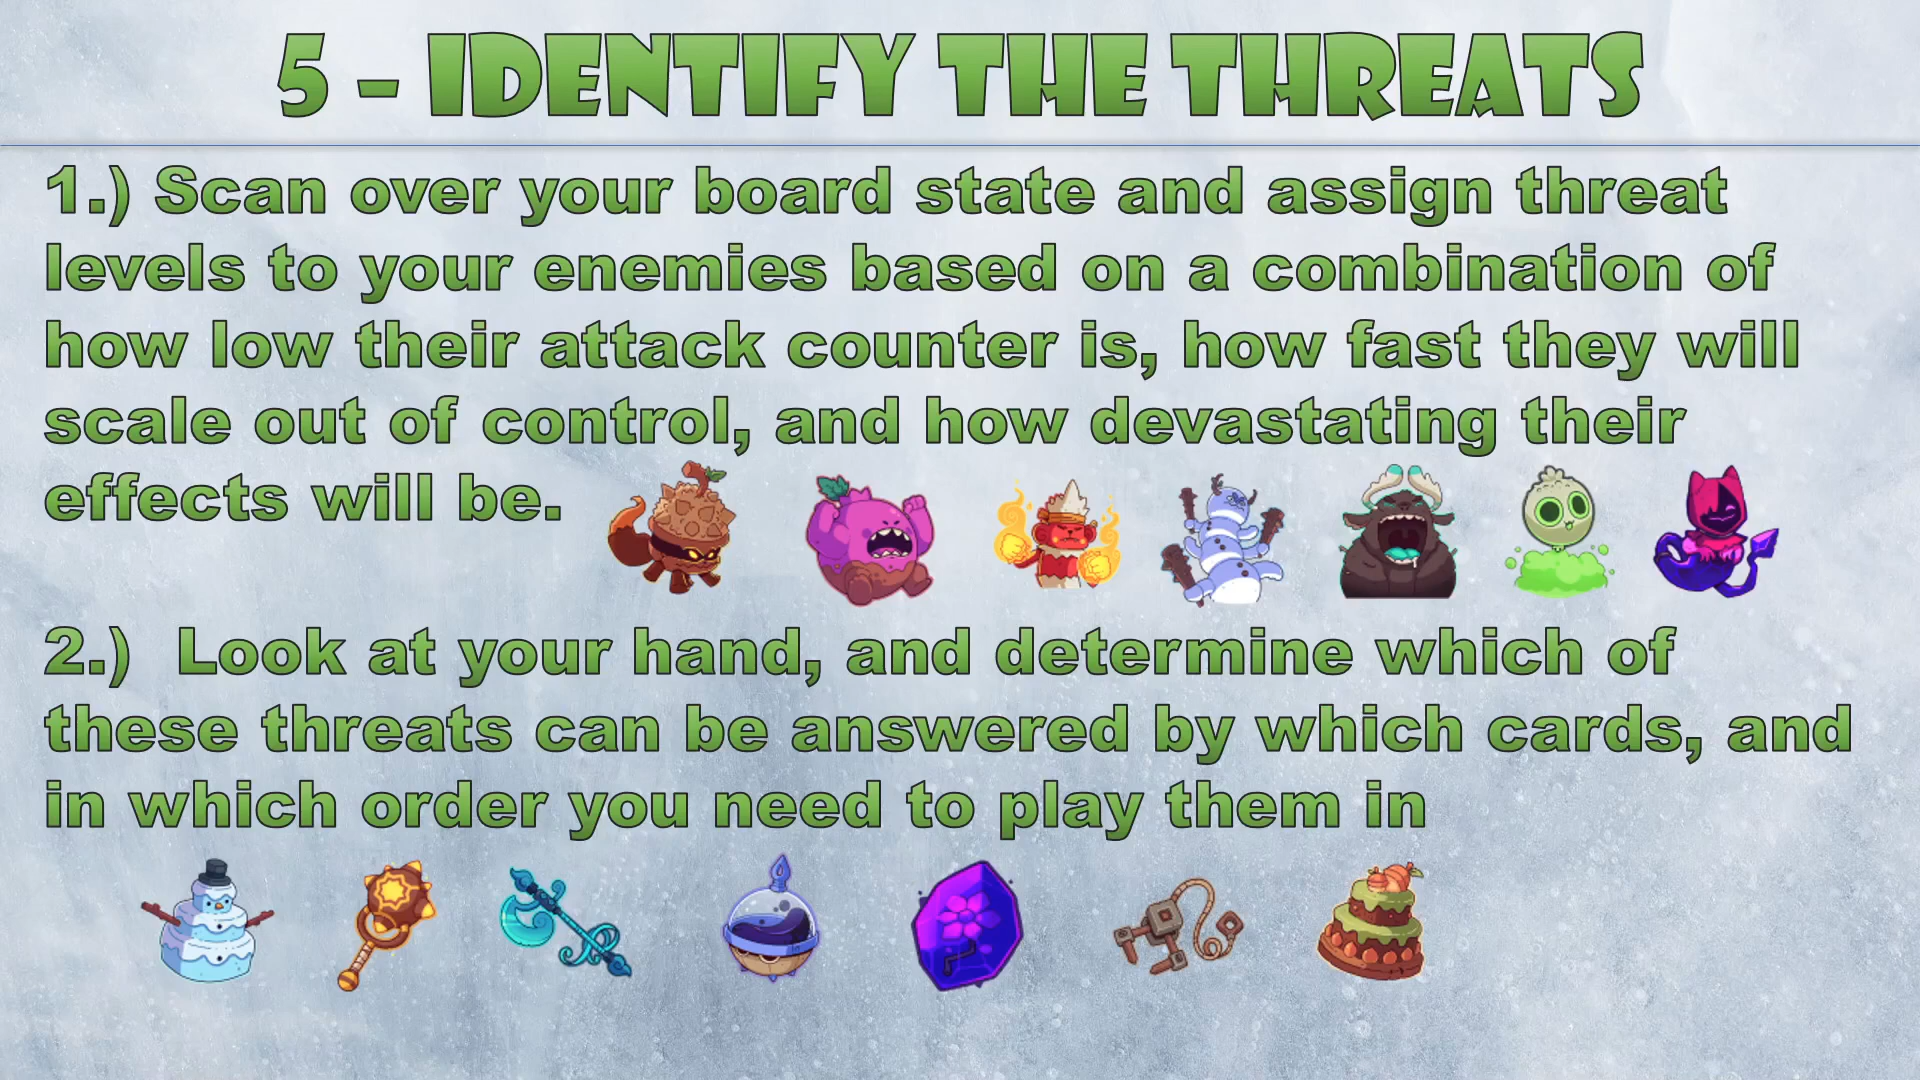 5 - IDENTIFY THE THREATS
1.) Scan over your board state and assign threat
levels to your enemies based on a combination of
how low their attack counter is, how fast they will
scale out of control, and how devastating their
effects will be.
2.)  Look at your hand, and determine which of
these threats can be answered by which cards, and
in which order you need to play them in